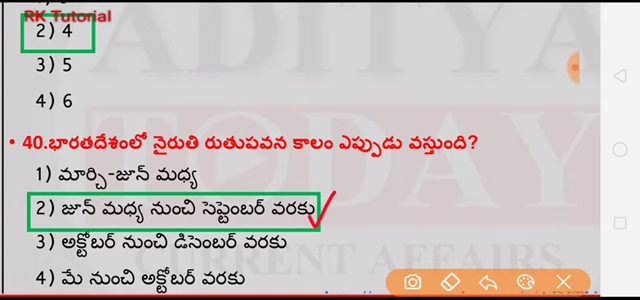 RK Tutorial
2) 4
3) 5
4) 6
• 40.భారతదేశంలో నైరుతి రుతుపవన కాలం ఎప్పుడు వస్తుంది?
1) మార్చి-జూన్ మధ్య
2) జూన్ మధ్య నుంచి సెప్టెంబర్ వరకు
3) అక్టోబర్ నుంచి డిసెంబర్ వరకు
4) మే నుంచి అక్టోబర్ వరకు
ADITYA
TODAY
CURRENT AFFAIRS